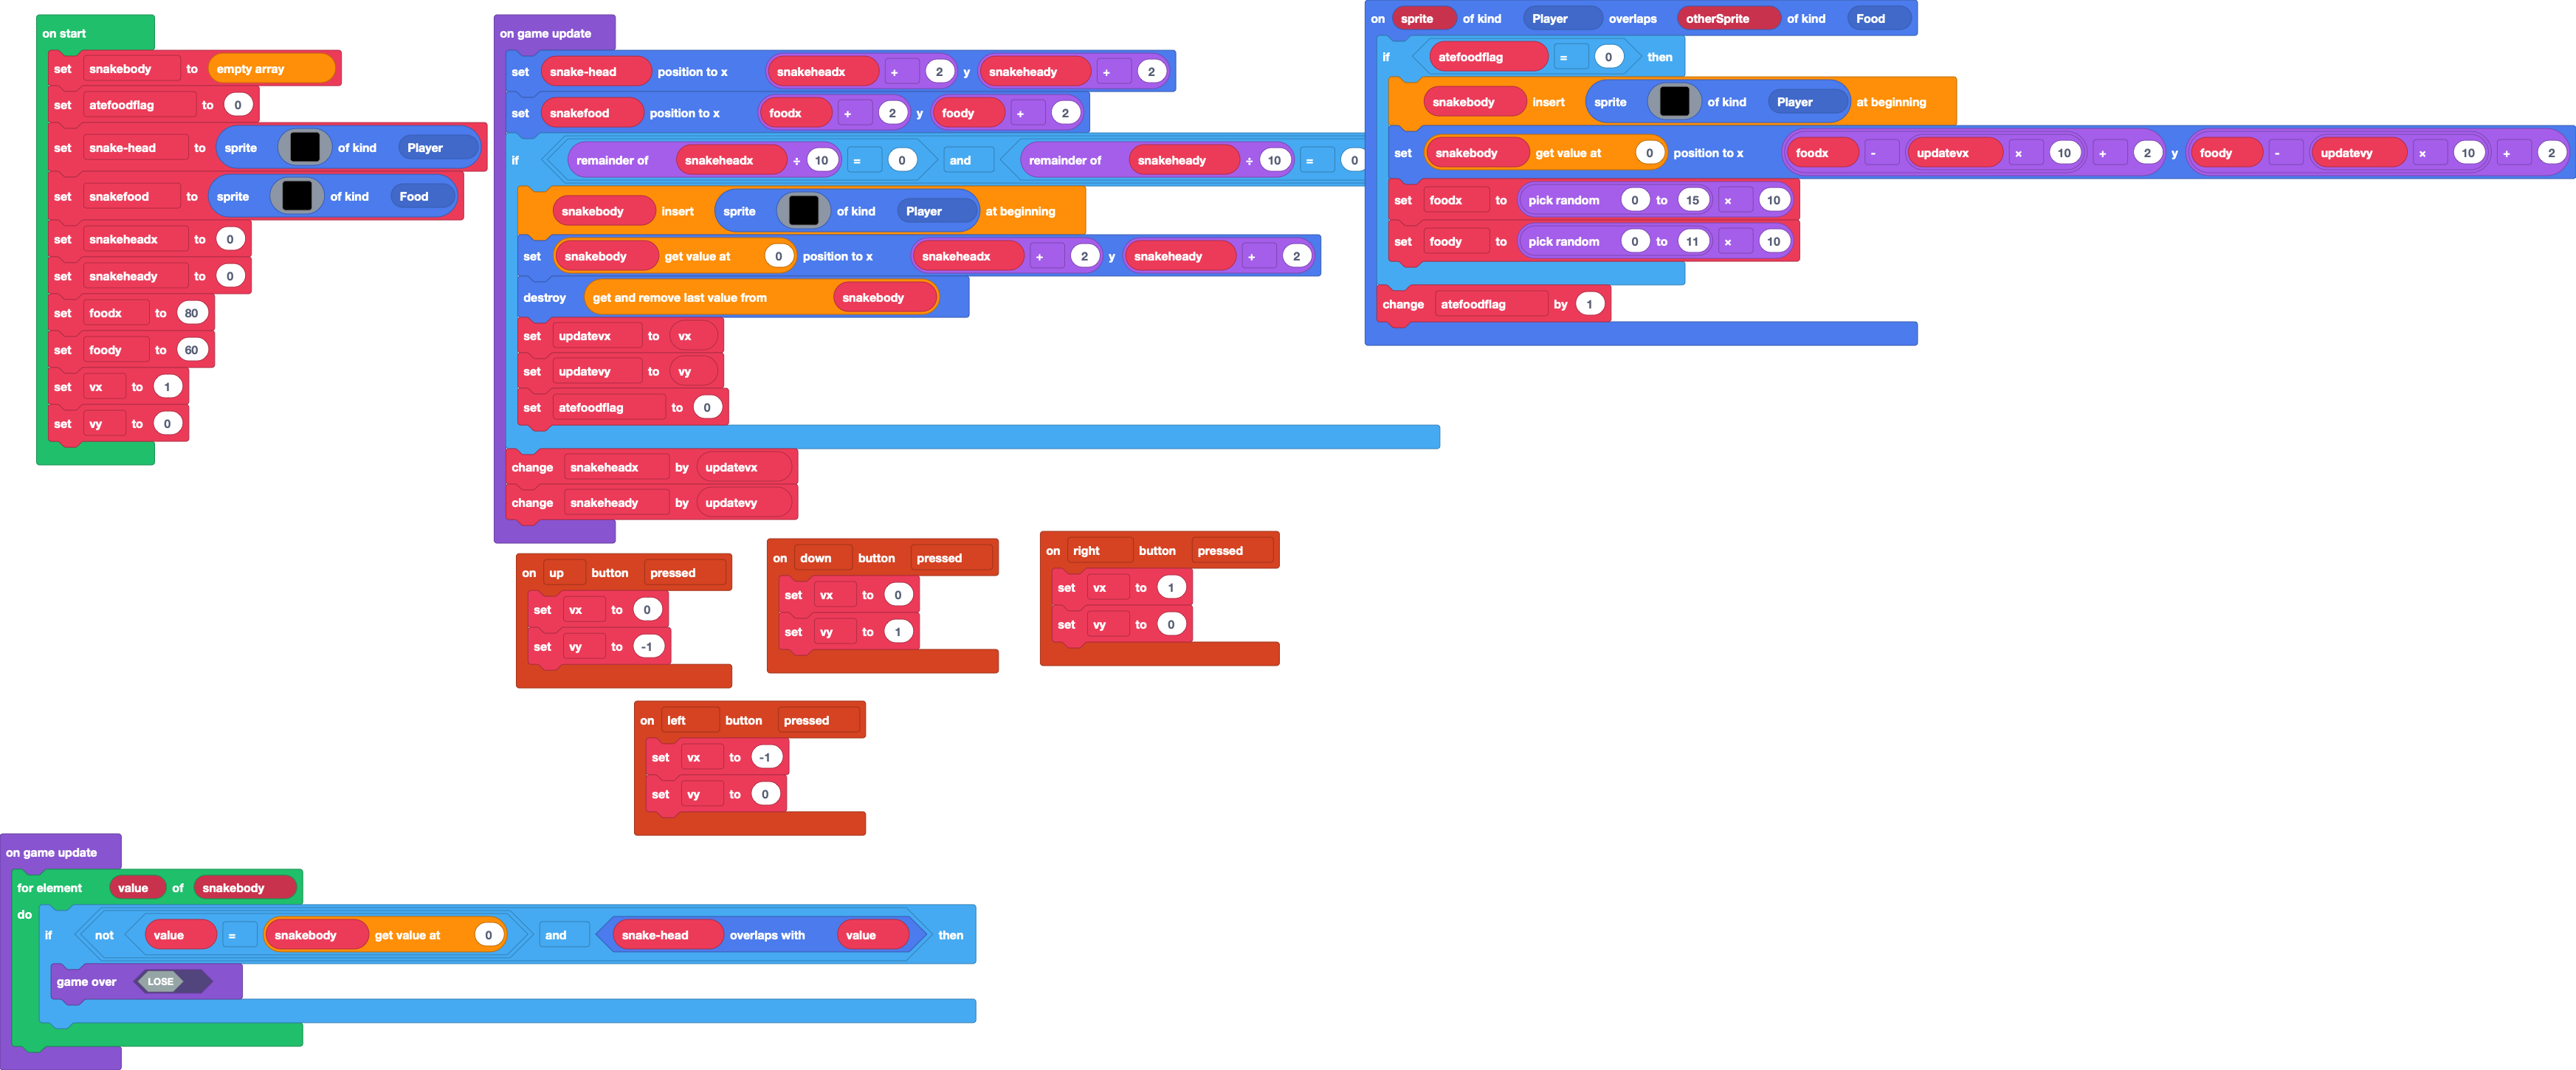 on start
set snakebody to empty array
set atefoodflag to 0
set snake-head to sprite of kind Player
set snakefood to sprite of kind Food
set snakeheadx to 0
set snakeheady to 0
set foodx to 80
set foody to 60
set vx to 1
set vy to 0
on game update
set snake-head position to x snakeheadx + 2 y snakeheady + 2
set snakefood position to x foodx + 2 y foody + 2
if remainder of snakeheadx ÷ 10 = 0 and remainder of snakeheady ÷ 10 = 0
snakebody insert sprite of kind Player at beginning
set snakebody get value at 0 position to x snakeheadx + 2 y snakeheady + 2
destroy get and remove last value from snakebody
set updatevx to vx
set updatevy to vy
set atefoodflag to 0
change snakeheadx by updatevx
change snakeheady by updatevy
on sprite of kind Player overlaps otherSprite of kind Food
if atefoodflag = 0 then
snakebody insert sprite of kind Player at beginning
set snakebody get value at 0 position to x foodx - updatevx × 10 + 2 y foody - updatevy × 10 + 2
set foodx to pick random 0 to 15 × 10
set foody to pick random 0 to 11 × 10
change atefoodflag by 1
on up button pressed
set vx to 0
set vy to -1
on down button pressed
set vx to 0
set vy to 1
on right button pressed
set vx to 1
set vy to 0
on left button pressed
set vx to -1
set vy to 0
on game update
for element value of snakebody
do
if not value = snakebody get value at 0 and snake-head overlaps with value then
game over LOSE